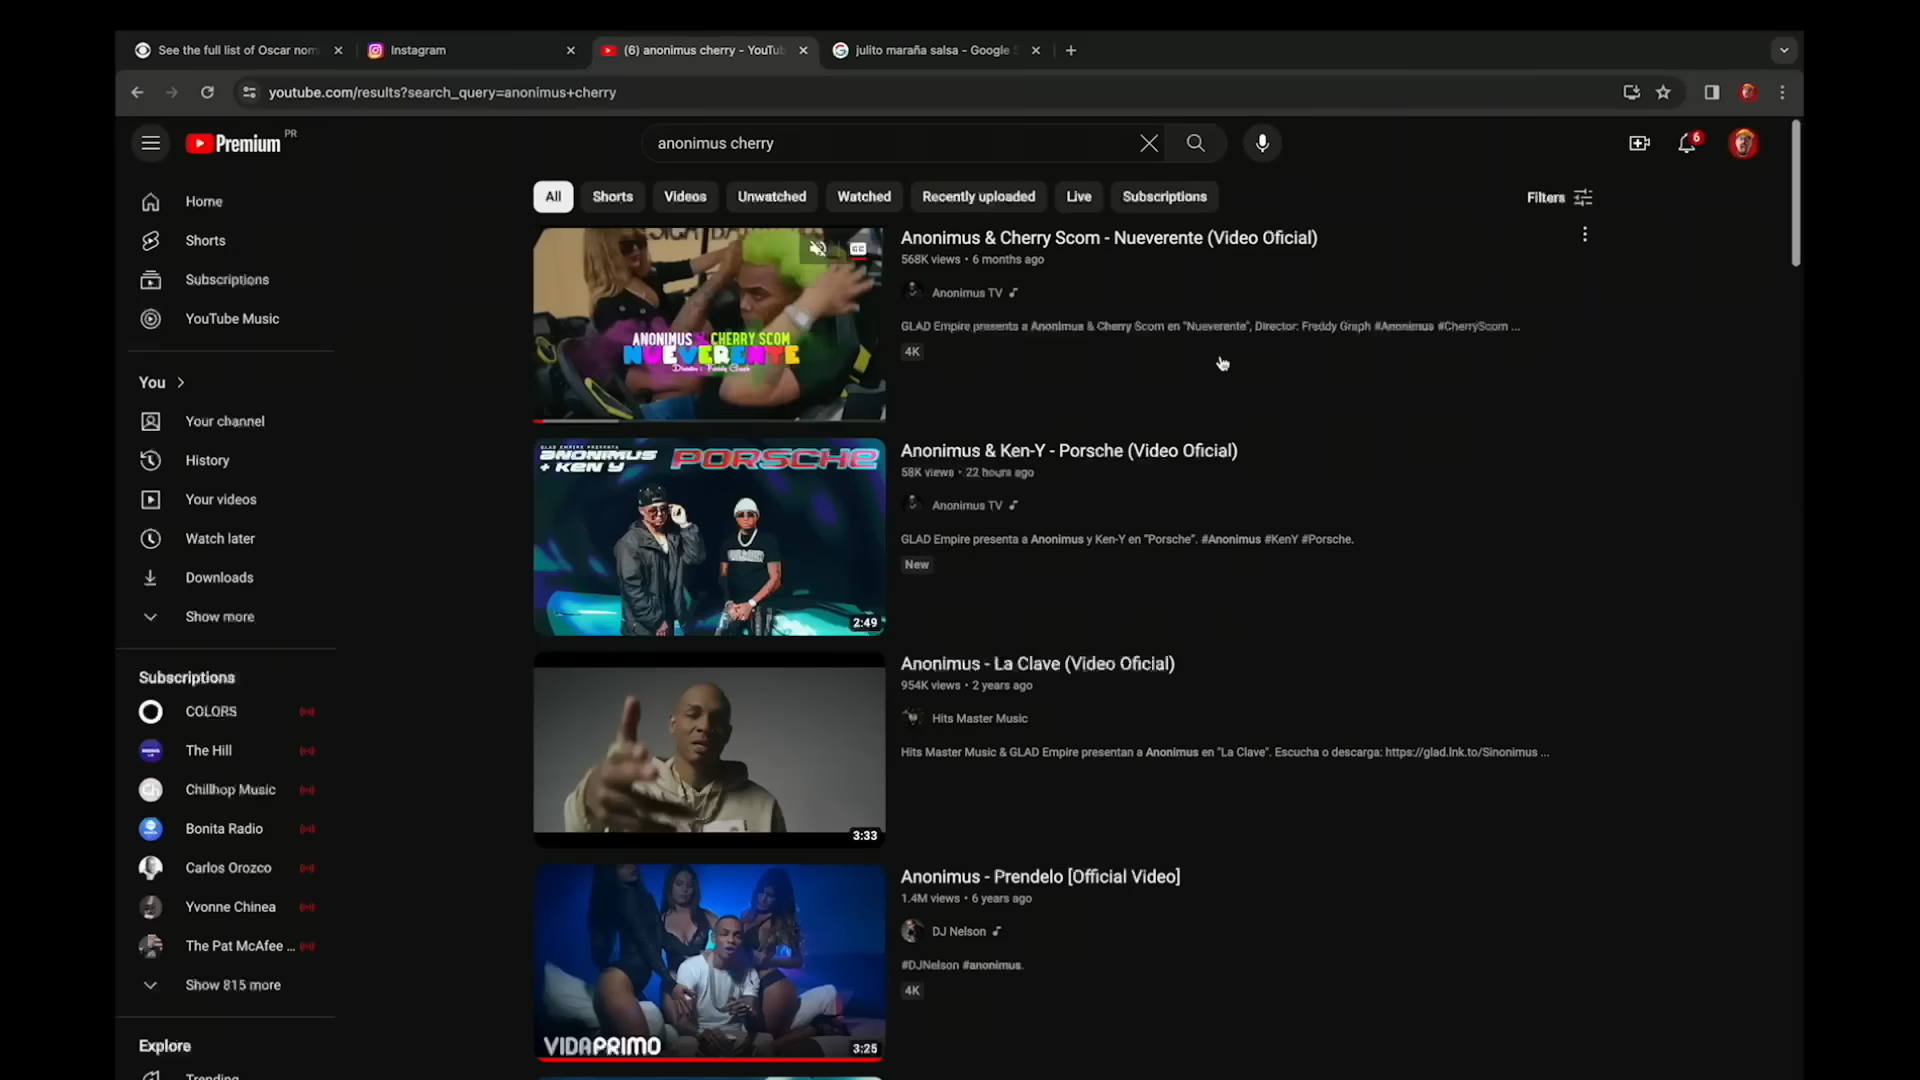 See the full list of Oscar nom
Instagram
(6) anonimus cherry - YouTub
julito maraña salsa - Google S
youtube.com/results?search_query=anonimus+cherry
Premium PR
anonimus cherry
6
All
Shorts
Videos
Unwatched
Watched
Recently uploaded
Live
Subscriptions
Filters
Home
Shorts
Subscriptions
YouTube Music
You
Your channel
History
Your videos
Watch later
Downloads
Show more
Subscriptions
COLORS
The Hill
Chillhop Music
Bonita Radio
Carlos Orozco
Yvonne Chinea
The Pat McAfee ...
Show 815 more
Explore
Trending
CC
ANONIMUS Y CHERRY SCOM
NUEVERENTE
Director: Freddy Graph
Anonimus & Cherry Scom - Nueverente (Video Oficial)
568K views • 6 months ago
Anonimus TV
GLAD Empire presenta a Anonimus & Cherry Scom en "Nueverente", Director: Freddy Graph #Anonimus #CherryScom ...
4K
GLAD EMPIRE PRESENTA
ANONIMUS
+ KEN Y
PORSCHE
2:49
Anonimus & Ken-Y - Porsche (Video Oficial)
58K views • 22 hours ago
Anonimus TV
GLAD Empire presenta a Anonimus y Ken-Y en "Porsche". #Anonimus #KenY #Porsche.
New
3:33
Anonimus - La Clave (Video Oficial)
954K views • 2 years ago
Hits Master Music
Hits Master Music & GLAD Empire presentan a Anonimus en "La Clave". Escucha o descarga: https://glad.lnk.to/Sinonimus ...
VIDAPRIMO
3:25
Anonimus - Prendelo [Official Video]
1.4M views • 6 years ago
DJ Nelson
#DJNelson #anonimus.
4K